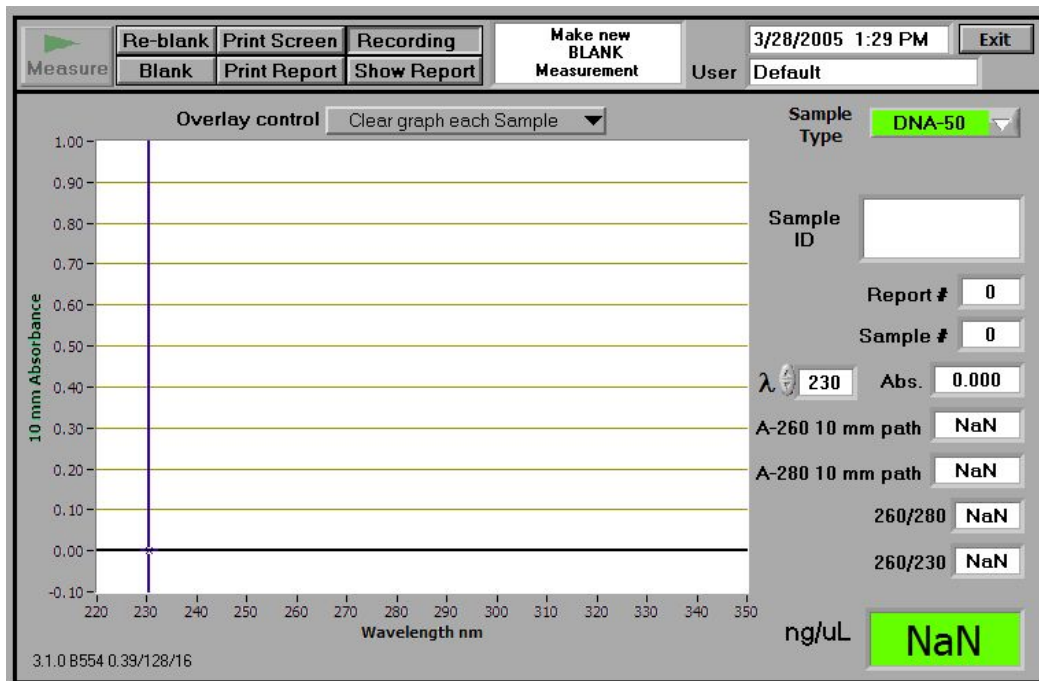 Measure
Re-blank Print Screen Recording
Blank Print Report Show Report
Make new
BLANK
Measurement
3/28/2005 1:29 PM Exit
User Default
Overlay control Clear graph each Sample
Sample
Type
DNA-50
Sample
ID
Report # 0
Sample # 0
λ 230 Abs. 0.000
A-260 10 mm path NaN
A-280 10 mm path NaN
260/280 NaN
260/230 NaN
ng/uL NaN
10 mm Absorbance
1.00
0.90
0.80
0.70
0.60
0.50
0.40
0.30
0.20
0.10
0.00
-0.10
220 230 240 250 260 270 280 290 300 310 320 330 340 350
Wavelength nm
3.1.0 B554 0.39/128/16